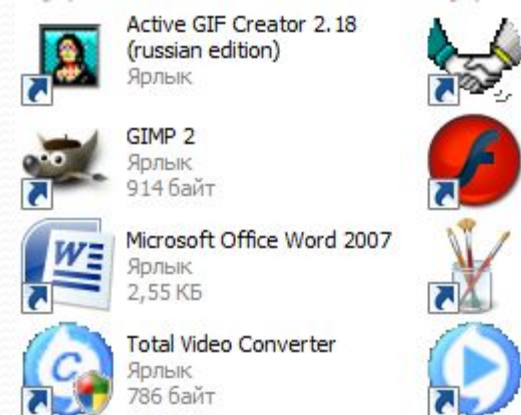 Active GIF Creator 2.18
(russian edition)
Ярлык
GIMP 2
Ярлык
914 байт
Microsoft Office Word 2007
Ярлык
2,55 КБ
Total Video Converter
Ярлык
786 байт